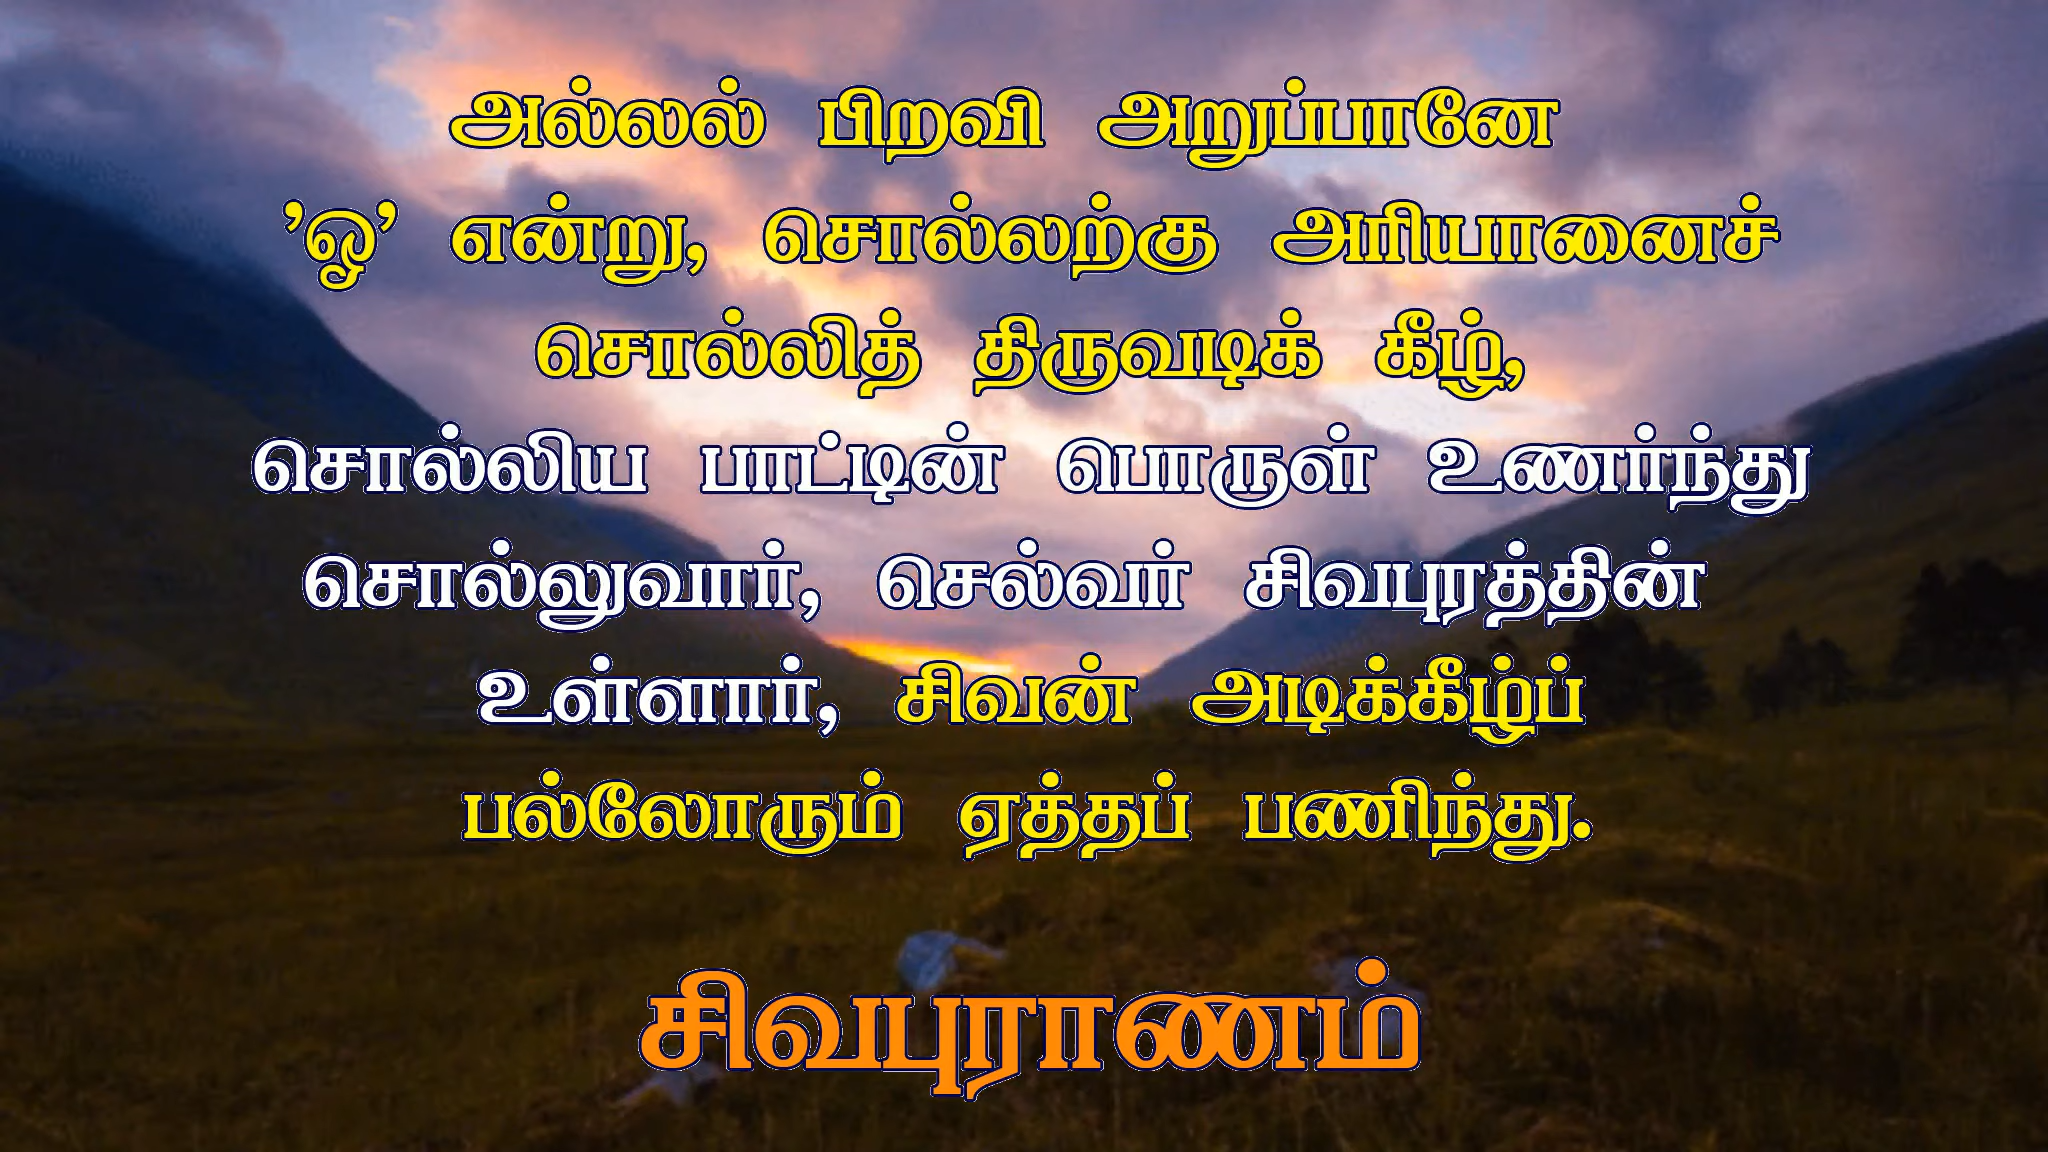 அல்லல் பிறவி அறுப்பானே
'ஓ' என்று, சொல்லற்கு அரியானைச்
சொல்லித் திருவடிக் கீழ்,
சொல்லிய பாட்டின் பொருள் உணர்ந்து
சொல்லுவார், செல்வர் சிவபுரத்தின்
உள்ளார், சிவன் அடிக்கீழ்ப்
பல்லோரும் ஏத்தப் பணிந்து.
சிவபுராணம்